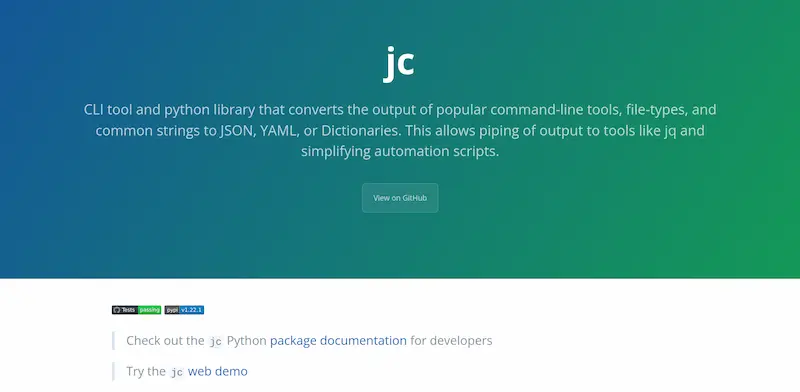 jc
CLI tool and python library that converts the output of popular command-line tools, file-types, and
common strings to JSON, YAML, or Dictionaries. This allows piping of output to tools like jq and
simplifying automation scripts.
View on GitHub
Tests passing pypi v1.22.1
Check out the jc Python package documentation for developers
Try the jc web demo